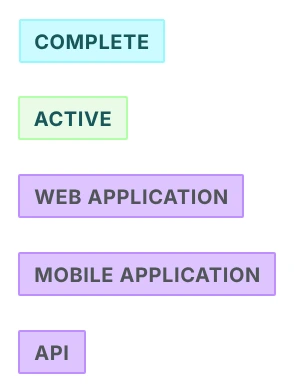 COMPLETE
ACTIVE
WEB APPLICATION
MOBILE APPLICATION
API